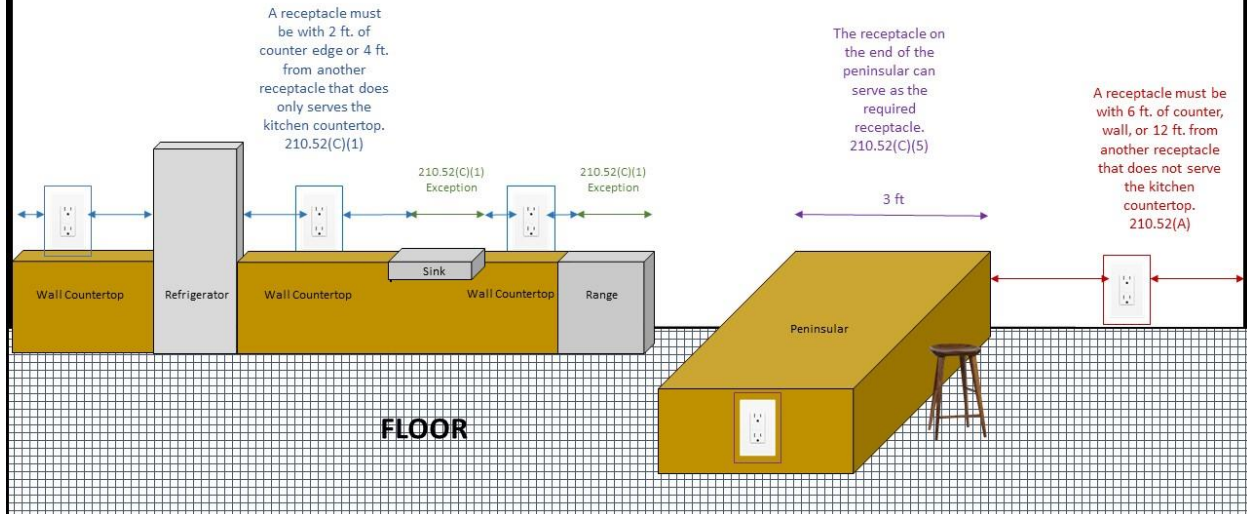 A receptacle must
be with 2 ft. of
counter edge or 4 ft.
from another
receptacle that does
only serves the
kitchen countertop.
210.52(C)(1)
The receptacle on
the end of the
peninsular can
serve as the
required
receptacle.
210.52(C)(5)
A receptacle must be
with 6 ft. of counter,
wall, or 12 ft. from
another receptacle
that does not serve
the kitchen
countertop.
210.52(A)
210.52(C)(1)
Exception
210.52(C)(1)
Exception
3 ft
Wall Countertop
Refrigerator
Wall Countertop
Sink
Wall Countertop
Range
Peninsular
FLOOR